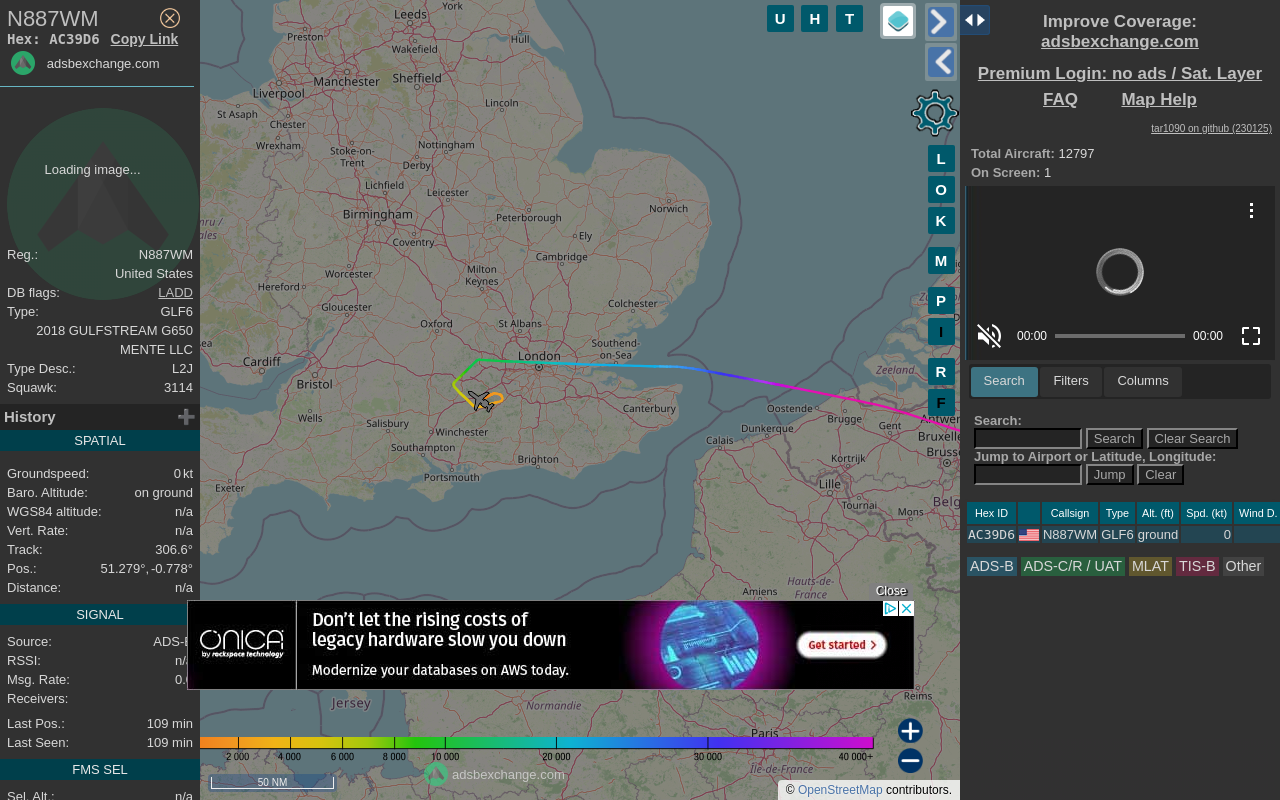 N887WM
Hex: AC39D6 Copy Link
adsbexchange.com
Loading image...
Reg.: N887WM
United States
DB flags: LADD
Type: GLF6
2018 GULFSTREAM G650
MENTE LLC
Type Desc.: L2J
Squawk: 3114
History
SPATIAL
Groundspeed: 0 kt
Baro. Altitude: on ground
WGS84 altitude: n/a
Vert. Rate: n/a
Track: 306.6°
Pos.: 51.279°, -0.778°
Distance: n/a
SIGNAL
Source: ADS-
RSSI: n/
Msg. Rate: 0.
Receivers:
Last Pos.: 109 min
Last Seen: 109 min
FMS SEL
Sel. Alt.: n/a
U H T
L
O
K
M
P
I
R
F
York
Leeds
Preston
Hull
Wakefield
Manchester
Sheffield
Liverpool
Lincoln
St Asaph
Chester
Wrexham
Nottingham
Stoke-on-
Trent
Derby
Lichfield
Leicester
Norwich
Birmingham
Peterborough
Coventry
Ely
Cambridge
Worcester
Milton
Keynes
Hereford
Gloucester
Colchester
Oxford
St Albans
Southend-
on-Sea
London
Cardiff
Bristol
Canterbury
Wells
Salisbury
Winchester
Southampton
Brighton
Portsmouth
Exeter
Zeeland
Oostende
Brugge
Gent
Antwer
Dunkerque
Calais
Bruxelle
Kortrijk
Bruss
Lille
Tournai
Mons
Belg
Hauts-de-
France
Amiens
Reims
Jersey
Normandie
Paris
Île-de-France
Close
ONICA
by rackspace technology
Don't let the rising costs of
legacy hardware slow you down
Modernize your databases on AWS today.
Get started >
2 000 4 000 6 000 8 000 10 000 20 000 30 000 40 000+
adsbexchange.com
50 NM
© OpenStreetMap contributors.
Improve Coverage:
adsbexchange.com
Premium Login: no ads / Sat. Layer
FAQ Map Help
tar1090 on github (230125)
Total Aircraft: 12797
On Screen: 1
00:00 00:00
Search Filters Columns
Search:
Search Clear Search
Jump to Airport or Latitude, Longitude:
Jump Clear
Hex ID Callsign Type Alt. (ft) Spd. (kt) Wind D.
AC39D6 N887WM GLF6 ground 0
ADS-B ADS-C/R / UAT MLAT TIS-B Other